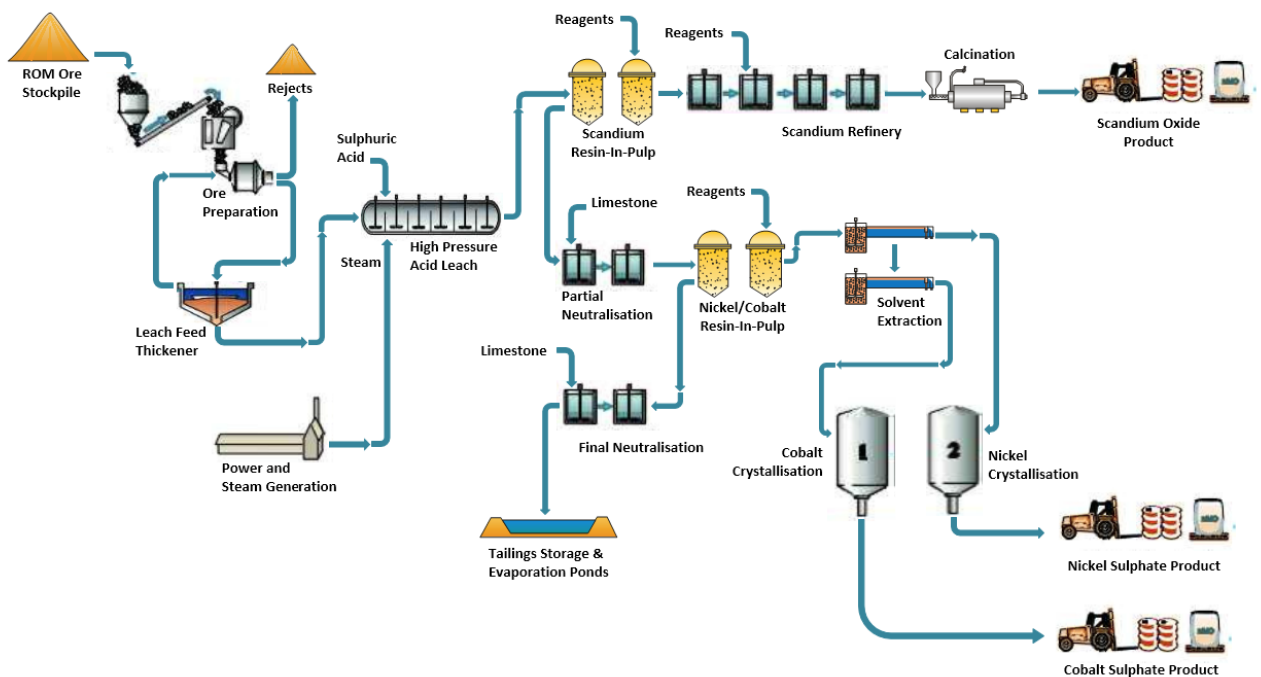 ROM Ore
Stockpile
Rejects
Ore
Preparation
Leach Feed
Thickener
Power and
Steam Generation
Steam
Sulphuric
Acid
High Pressure
Acid Leach
Reagents
Scandium
Resin-In-Pulp
Reagents
Scandium Refinery
Calcination
Scandium Oxide
Product
Limestone
Partial
Neutralisation
Reagents
Nickel/Cobalt
Resin-In-Pulp
Solvent
Extraction
Limestone
Final Neutralisation
Tailings Storage &
Evaporation Ponds
Cobalt
Crystallisation
1
2
Nickel
Crystallisation
Nickel Sulphate Product
Cobalt Sulphate Product